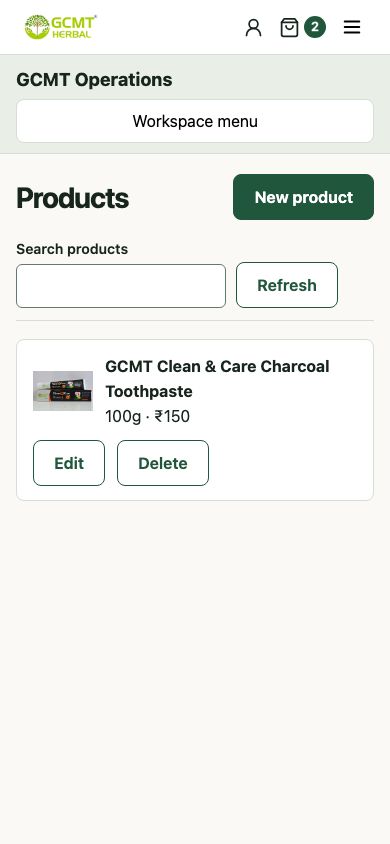 GCMT
HERBAL
2
GCMT Operations
Workspace menu
Products
New product
Search products
Refresh
GCMT Clean & Care Charcoal
Toothpaste
100g · ₹150
Edit
Delete